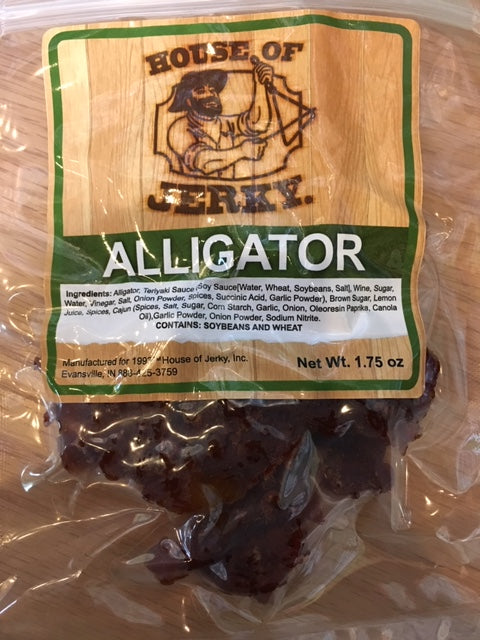 HOUSE OF
JERKY.
ALLIGATOR
Ingredients: Alligator, Teriyaki Sauce (Soy Sauce[Water, Wheat, Soybeans, Salt], Wine, Sugar,
Water, Vinegar, Salt, Onion Powder, Spices, Succinic Acid, Garlic Powder), Brown Sugar, Lemon
Juice, Spices, Cajun (Spices, Salt, Sugar, Corn Starch, Garlic, Onion, Oleoresin Paprika, Canola
Oil),Garlic Powder, Onion Powder, Sodium Nitrite.
CONTAINS: SOYBEANS AND WHEAT
Manufactured for House of Jerky, Inc.
Evansville, IN 888-425-3759
Net Wt. 1.75 oz